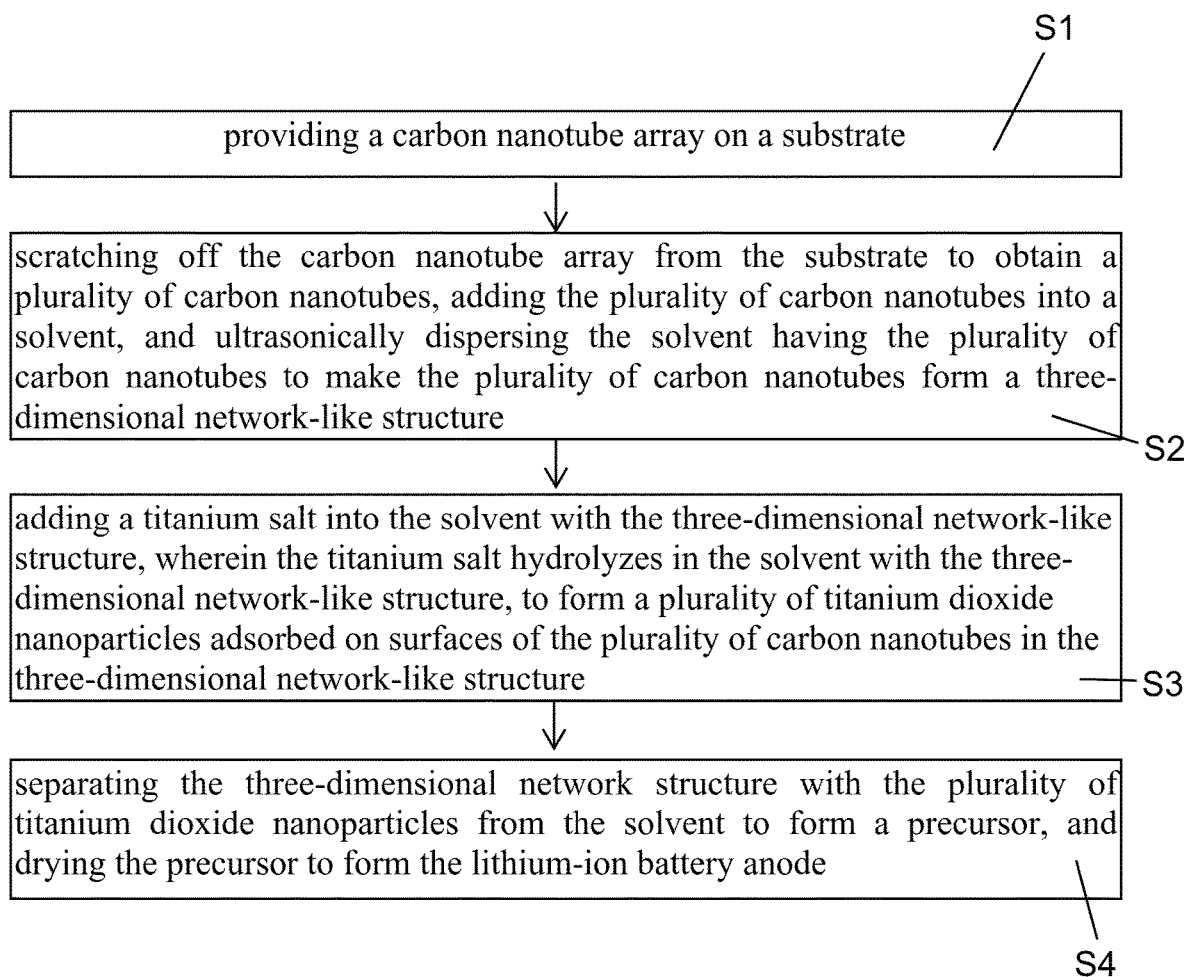 S1
providing a carbon nanotube array on a substrate
scratching off the carbon nanotube array from the substrate to obtain a
plurality of carbon nanotubes, adding the plurality of carbon nanotubes into a
solvent, and ultrasonically dispersing the solvent having the plurality of
carbon nanotubes to make the plurality of carbon nanotubes form a three-
dimensional network-like structure
S2
adding a titanium salt into the solvent with the three-dimensional network-like
structure, wherein the titanium salt hydrolyzes in the solvent with the three-
dimensional network-like structure, to form a plurality of titanium dioxide
nanoparticles adsorbed on surfaces of the plurality of carbon nanotubes in the
three-dimensional network-like structure
S3
separating the three-dimensional network structure with the plurality of
titanium dioxide nanoparticles from the solvent to form a precursor, and
drying the precursor to form the lithium-ion battery anode
S4